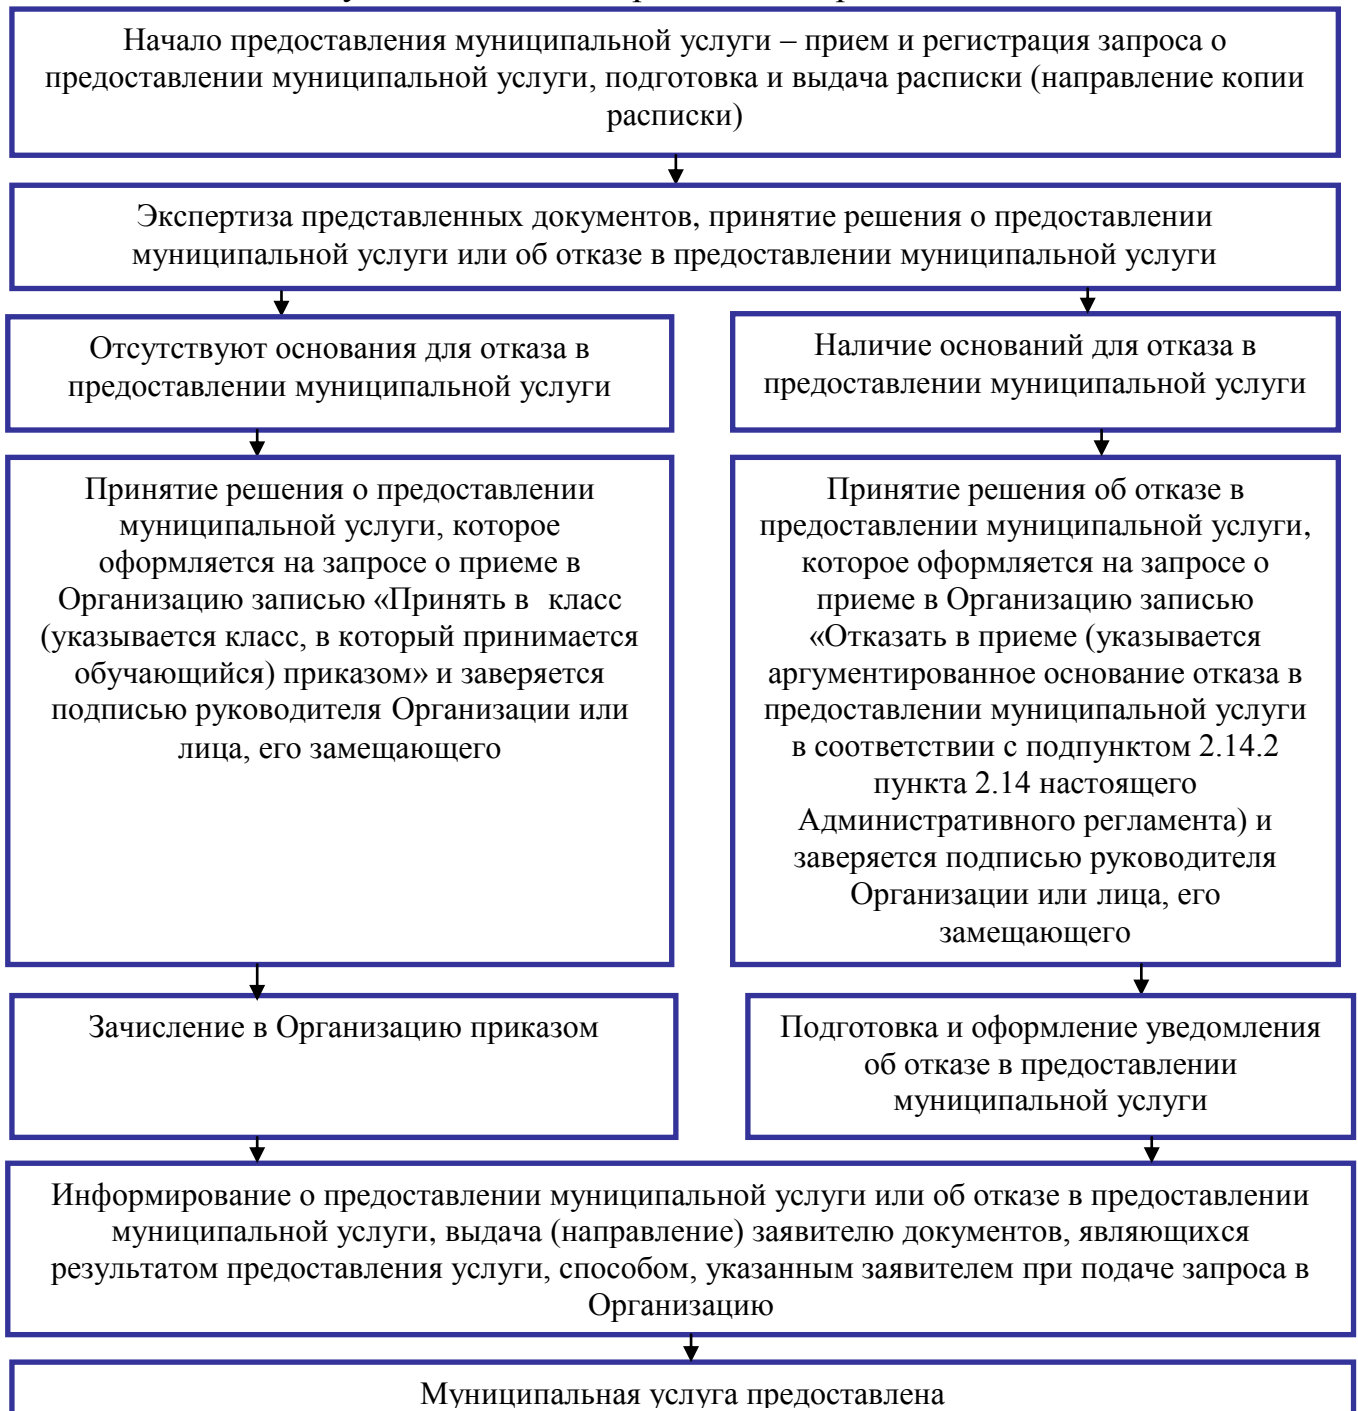 Начало предоставления муниципальной услуги – прием и регистрация запроса о
предоставлении муниципальной услуги, подготовка и выдача расписки (направление копии
расписки)
Экспертиза представленных документов, принятие решения о предоставлении
муниципальной услуги или об отказе в предоставлении муниципальной услуги
Отсутствуют основания для отказа в
предоставлении муниципальной услуги
Наличие оснований для отказа в
предоставлении муниципальной услуги
Принятие решения о предоставлении
муниципальной услуги, которое
оформляется на запросе о приеме в
Организацию записью «Принять в класс
(указывается класс, в который принимается
обучающийся) приказом» и заверяется
подписью руководителя Организации или
лица, его замещающего
Принятие решения об отказе в
предоставлении муниципальной услуги,
которое оформляется на запросе о
приеме в Организацию записью
«Отказать в приеме (указывается
аргументированное основание отказа в
предоставлении муниципальной услуги
в соответствии с подпунктом 2.14.2
пункта 2.14 настоящего
Административного регламента) и
заверяется подписью руководителя
Организации или лица, его
замещающего
Зачисление в Организацию приказом
Подготовка и оформление уведомления
об отказе в предоставлении
муниципальной услуги
Информирование о предоставлении муниципальной услуги или об отказе в предоставлении
муниципальной услуги, выдача (направление) заявителю документов, являющихся
результатом предоставления услуги, способом, указанным заявителем при подаче запроса в
Организацию
Муниципальная услуга предоставлена